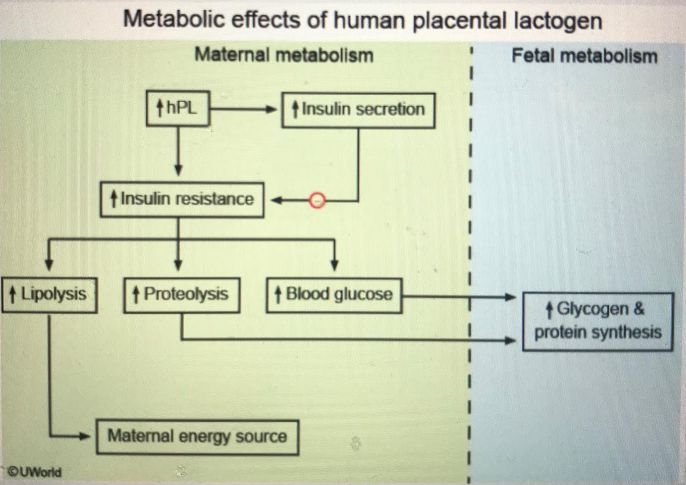 Metabolic effects of human placental lactogen
Maternal metabolism
Fetal metabolism
↑hPL
↑Insulin secretion
↑Insulin resistance
↑Lipolysis
↑Proteolysis
↑Blood glucose
↑Glycogen &
protein synthesis
Maternal energy source
©UWorld